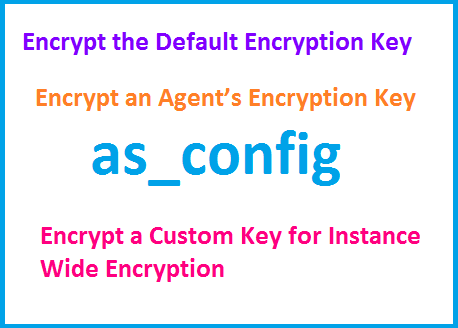 Encrypt the Default Encryption Key
Encrypt an Agent’s Encryption Key
as_config
Encrypt a Custom Key for Instance
Wide Encryption